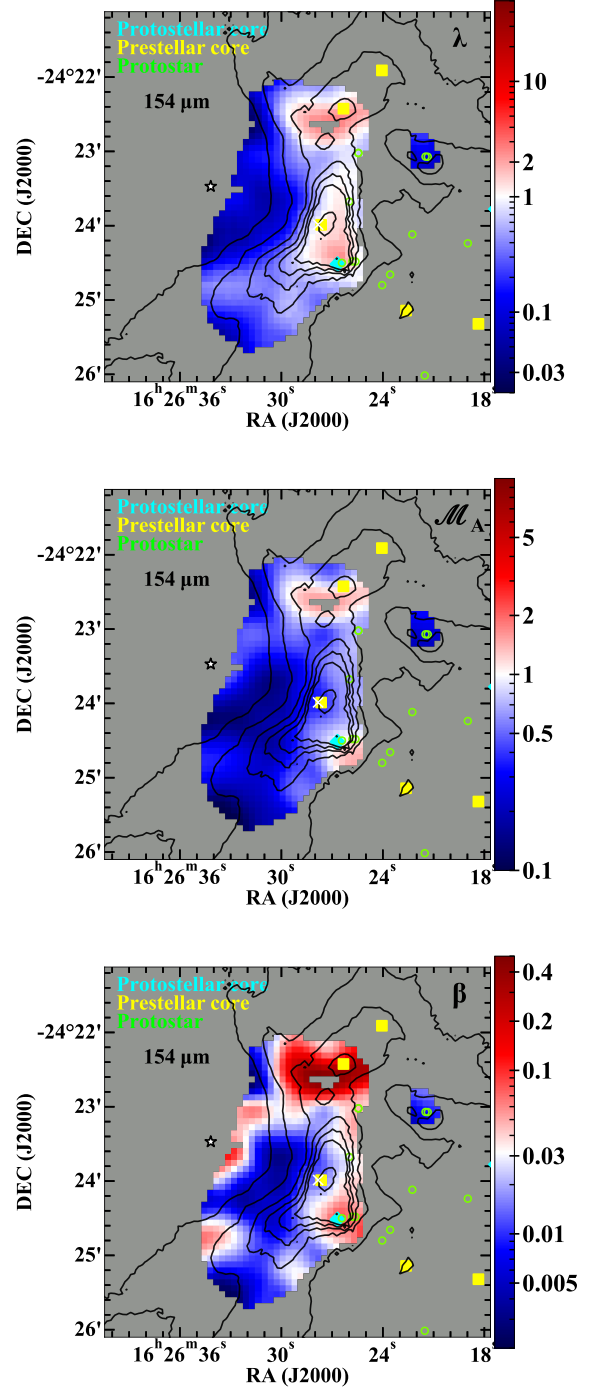 Protostellar core
λ
Prestellar core
Protostar
154 μm
-24°22'
23'
24'
25'
26'
DEC (J2000)
16h26m36s
30s
24s
18s
RA (J2000)
10
2
1
0.1
0.03
Protostellar core
ℳA
Prestellar core
Protostar
154 μm
-24°22'
23'
24'
25'
26'
DEC (J2000)
16h26m36s
30s
24s
18s
RA (J2000)
5
2
1
0.5
0.1
Protostellar core
β
Prestellar core
Protostar
154 μm
-24°22'
23'
24'
25'
26'
DEC (J2000)
16h26m36s
30s
24s
18s
RA (J2000)
0.4
0.2
0.1
0.03
0.01
0.005